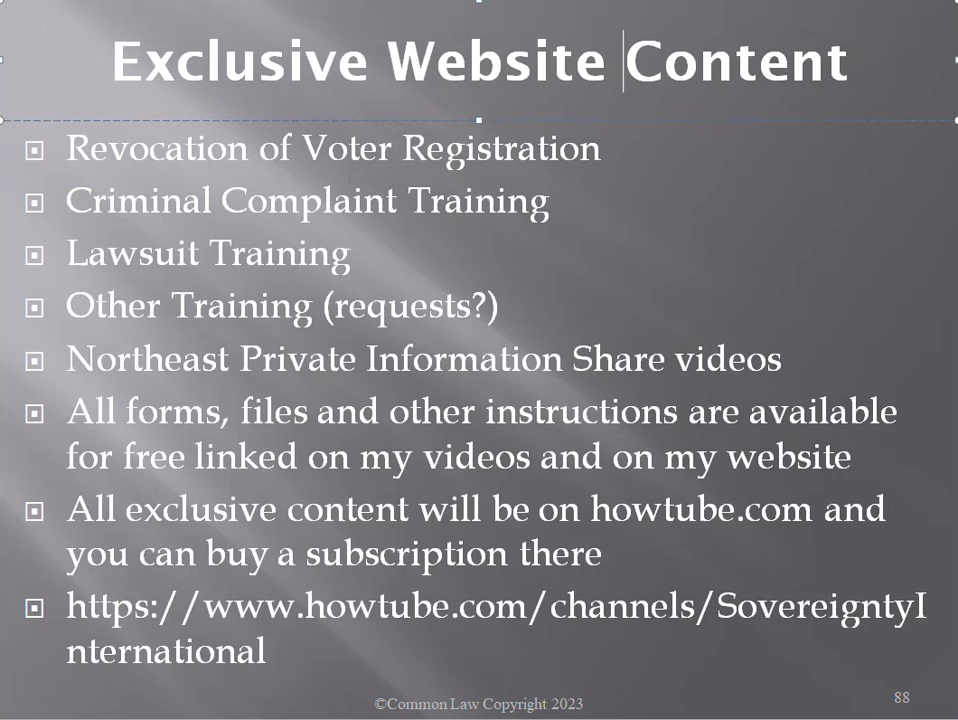 Exclusive Website Content
Revocation of Voter Registration
Criminal Complaint Training
Lawsuit Training
Other Training (requests?)
Northeast Private Information Share videos
All forms, files and other instructions are available
for free linked on my videos and on my website
All exclusive content will be on howtube.com and
you can buy a subscription there
https://www.howtube.com/channels/SovereigntyI
nternational
©Common Law Copyright 2023
88